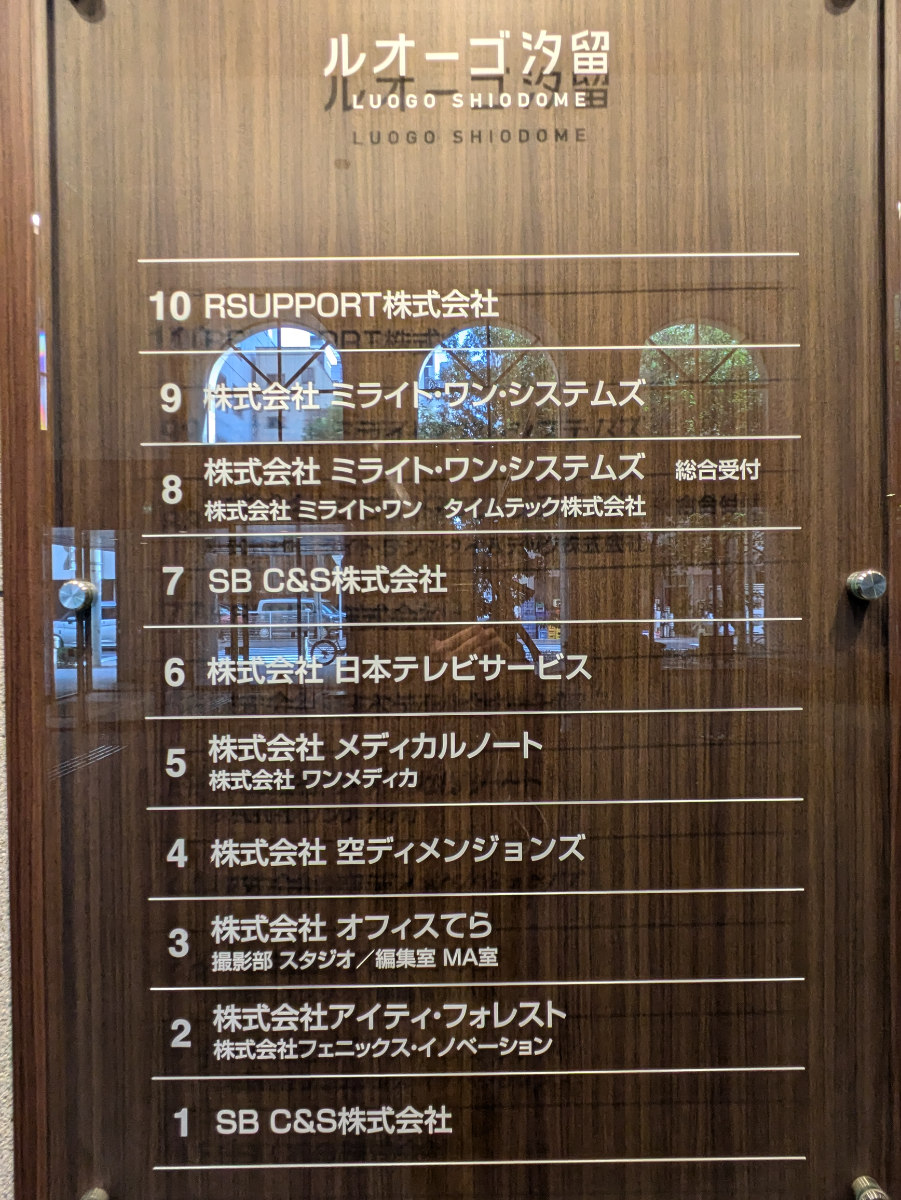 ルオーゴ汐留
LUOGO SHIODOME
10 RSUPPORT株式会社
9 株式会社 ミライト・ワン・システムズ
8 株式会社 ミライト・ワン・システムズ 総合受付
株式会社 ミライト・ワン タイムテック株式会社
7 SB C&S株式会社
6 株式会社 日本テレビサービス
5 株式会社 メディカルノート
株式会社 ワンメディカ
4 株式会社 空ディメンジョンズ
3 株式会社 オフィスてら
撮影部 スタジオ／編集室 MA室
2 株式会社アイティ・フォレスト
株式会社フェニックス・イノベーション
1 SB C&S株式会社